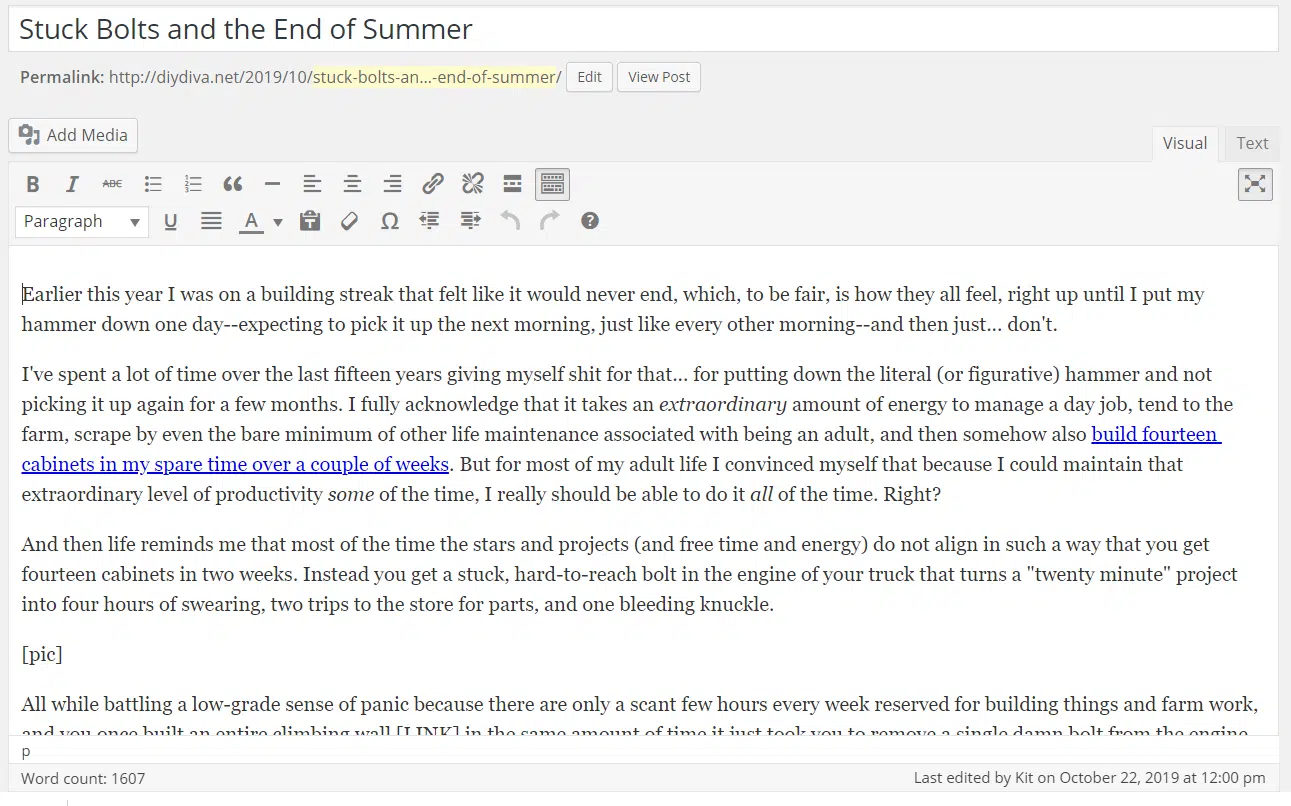 Stuck Bolts and the End of Summer
Permalink: http://diydiva.net/2019/10/stuck-bolts-an...-end-of-summer/ Edit View Post
Add Media
Visual Text
B I ABC
Paragraph U A Ω ?
Earlier this year I was on a building streak that felt like it would never end, which, to be fair, is how they all feel, right up until I put my
hammer down one day--expecting to pick it up the next morning, just like every other morning--and then just... don't.
I've spent a lot of time over the last fifteen years giving myself shit for that... for putting down the literal (or figurative) hammer and not
picking it up again for a few months. I fully acknowledge that it takes an extraordinary amount of energy to manage a day job, tend to the
farm, scrape by even the bare minimum of other life maintenance associated with being an adult, and then somehow also build fourteen
cabinets in my spare time over a couple of weeks. But for most of my adult life I convinced myself that because I could maintain that
extraordinary level of productivity some of the time, I really should be able to do it all of the time. Right?
And then life reminds me that most of the time the stars and projects (and free time and energy) do not align in such a way that you get
fourteen cabinets in two weeks. Instead you get a stuck, hard-to-reach bolt in the engine of your truck that turns a "twenty minute" project
into four hours of swearing, two trips to the store for parts, and one bleeding knuckle.
[pic]
All while battling a low-grade sense of panic because there are only a scant few hours every week reserved for building things and farm work,
and you once built an entire climbing wall [LINK] in the same amount of time it just took you to remove a single damn bolt from the engine
p
Word count: 1607
Last edited by Kit on October 22, 2019 at 12:00 pm